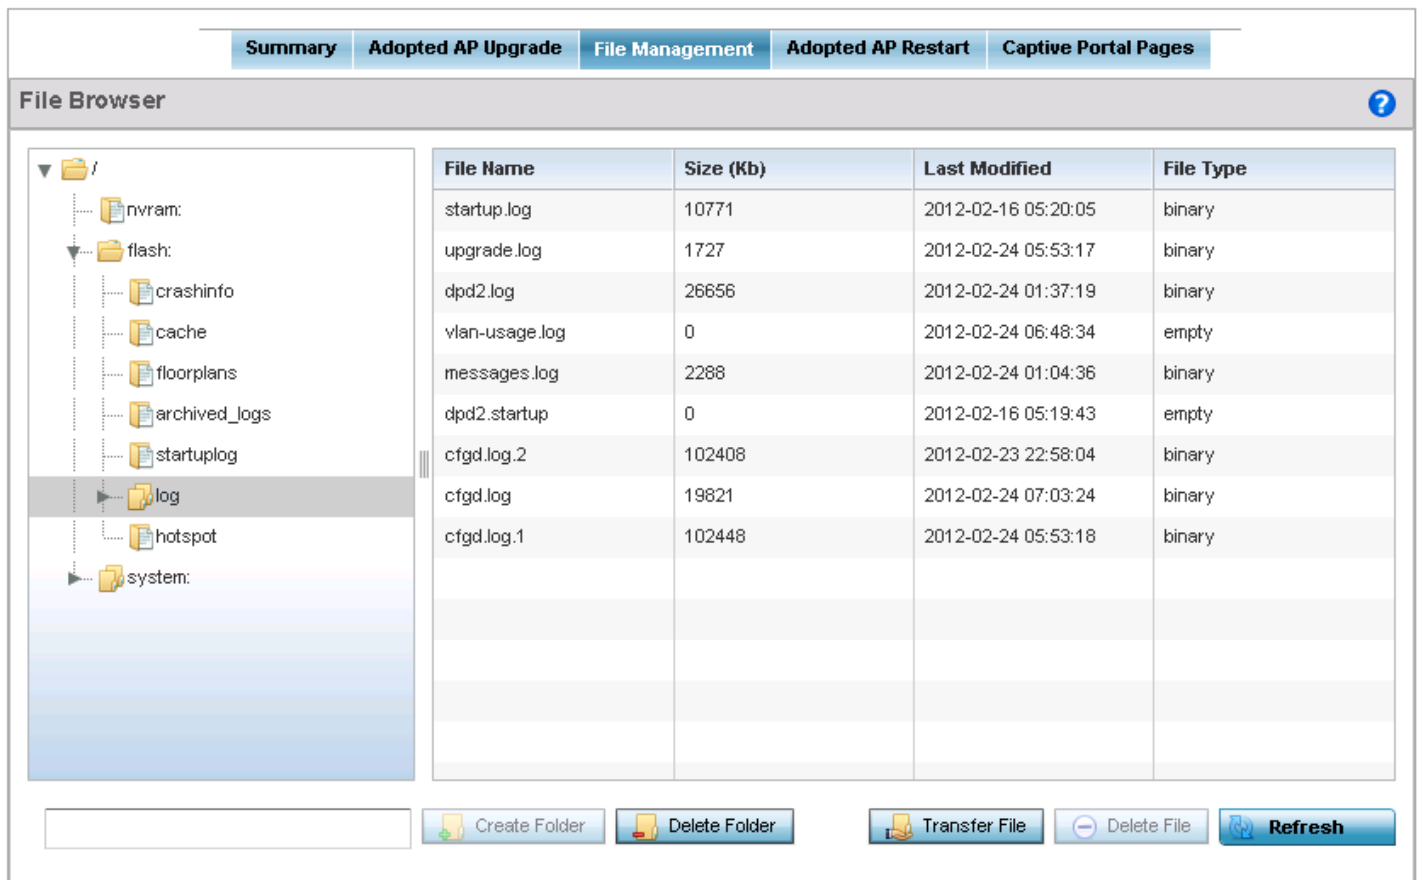 Summary Adopted AP Upgrade File Management Adopted AP Restart Captive Portal Pages
File Browser
/
nvram:
flash:
crashinfo
cache
floorplans
archived_logs
startuplog
log
hotspot
system:
File Name Size (Kb) Last Modified File Type
startup.log 10771 2012-02-16 05:20:05 binary
upgrade.log 1727 2012-02-24 05:53:17 binary
dpd2.log 26656 2012-02-24 01:37:19 binary
vlan-usage.log 0 2012-02-24 06:48:34 empty
messages.log 2288 2012-02-24 01:04:36 binary
dpd2.startup 0 2012-02-16 05:19:43 empty
cfgd.log.2 102408 2012-02-23 22:58:04 binary
cfgd.log 19821 2012-02-24 07:03:24 binary
cfgd.log.1 102448 2012-02-24 05:53:18 binary
Create Folder Delete Folder Transfer File Delete File Refresh